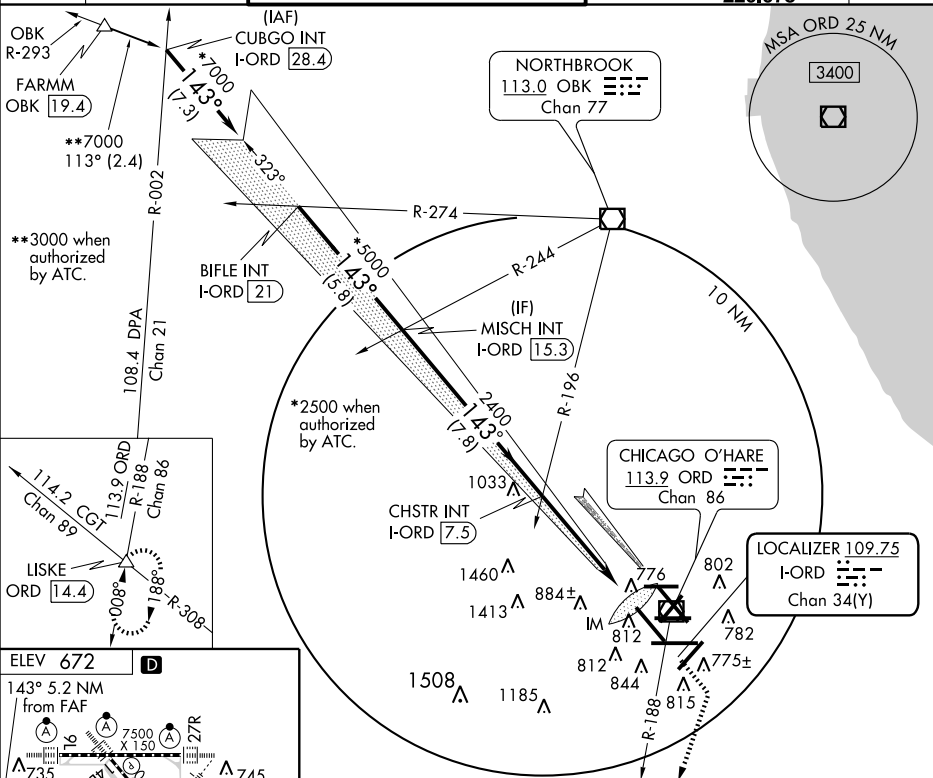 (IAF)
CUBGO INT
I-ORD 28.4
OBK
R-293
FARMM
OBK 19.4
**7000
113° (2.4)
*7000
143°
(7.3)
323°
R-002
**3000 when
authorized
by ATC.
108.4 DPA
Chan 21
BIFLE INT
I-ORD 21
*5000
143°
(5.8)
R-274
R-244
R-196
NORTHBROOK
113.0 OBK
Chan 77
MSA ORD 25 NM
3400
10 NM
(IF)
MISCH INT
I-ORD 15.3
*2500 when
authorized
by ATC.
2400
143°
(7.8)
1033
CHSTR INT
I-ORD 7.5
CHICAGO O'HARE
113.9 ORD
Chan 86
LOCALIZER 109.75
I-ORD
Chan 34(Y)
114.2 CGT
Chan 89
113.9 ORD
R-188
Chan 86
LISKE
ORD 14.4
008°
188°
R-308
1460
1413
884±
IM
776
812
802
782
812
844
775±
815
1508
1185
R-188
ELEV 672
D
143° 5.2 NM
from FAF
A
A
A
7500
X 150
27R
735
745